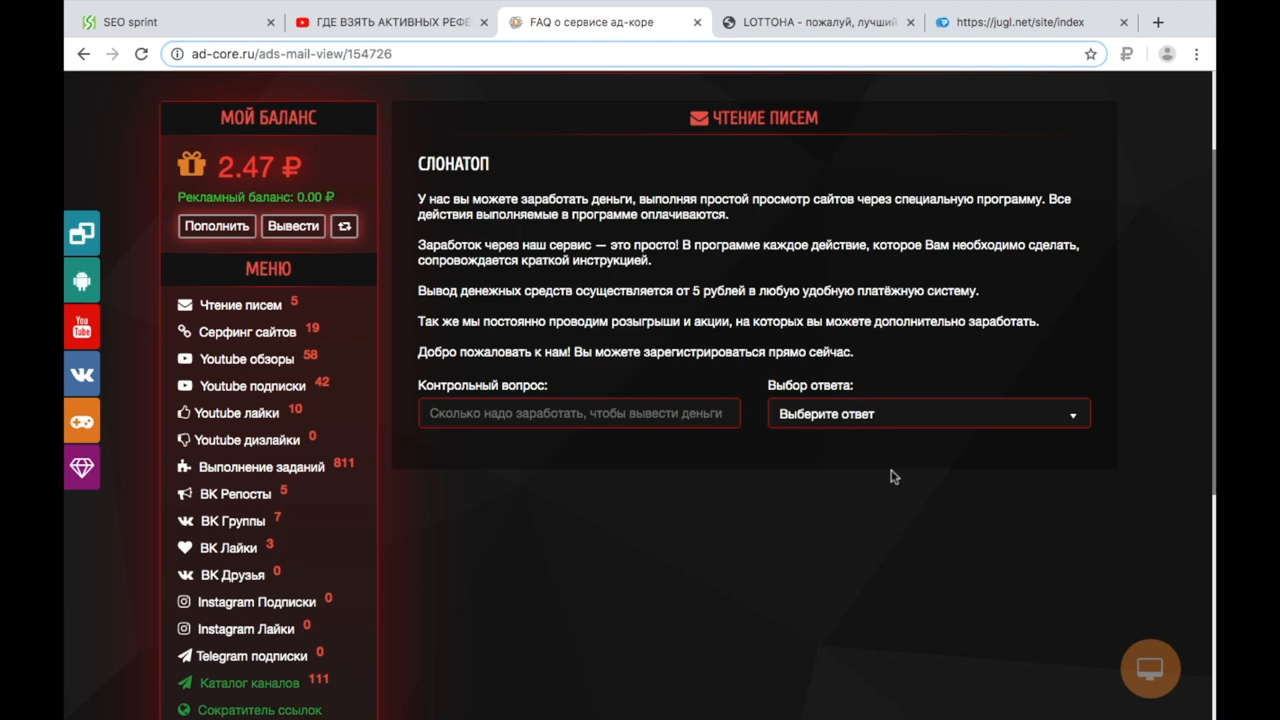 SEO sprint
ГДЕ ВЗЯТЬ АКТИВНЫХ РЕФЕ
FAQ о сервисе ад-коре
LOTTOHA - пожалуй, лучший
https://jugl.net/site/index
ad-core.ru/ads-mail-view/154726
МОЙ БАЛАНС
2.47 ₽
Рекламный баланс: 0.00 ₽
Пополнить
Вывести
МЕНЮ
Чтение писем 5
Серфинг сайтов 19
Youtube обзоры 58
Youtube подписки 42
Youtube лайки 10
Youtube дизлайки 0
Выполнение заданий 811
ВК Репосты 5
ВК Группы 7
ВК Лайки 3
ВК Друзья 0
Instagram Подписки 0
Instagram Лайки 0
Telegram подписки 0
Каталог каналов 111
Сократитель ссылок
You
Tube
ЧТЕНИЕ ПИСЕМ
СЛОНАТОП
У нас вы можете заработать деньги, выполняя простой просмотр сайтов через специальную программу. Все
действия выполняемые в программе оплачиваются.
Заработок через наш сервис — это просто! В программе каждое действие, которое Вам необходимо сделать,
сопровождается краткой инструкцией.
Вывод денежных средств осуществляется от 5 рублей в любую удобную платёжную систему.
Так же мы постоянно проводим розыгрыши и акции, на которых вы можете дополнительно заработать.
Добро пожаловать к нам! Вы можете зарегистрироваться прямо сейчас.
Контрольный вопрос:
Выбор ответа:
Сколько надо заработать, чтобы вывести деньги
Выберите ответ